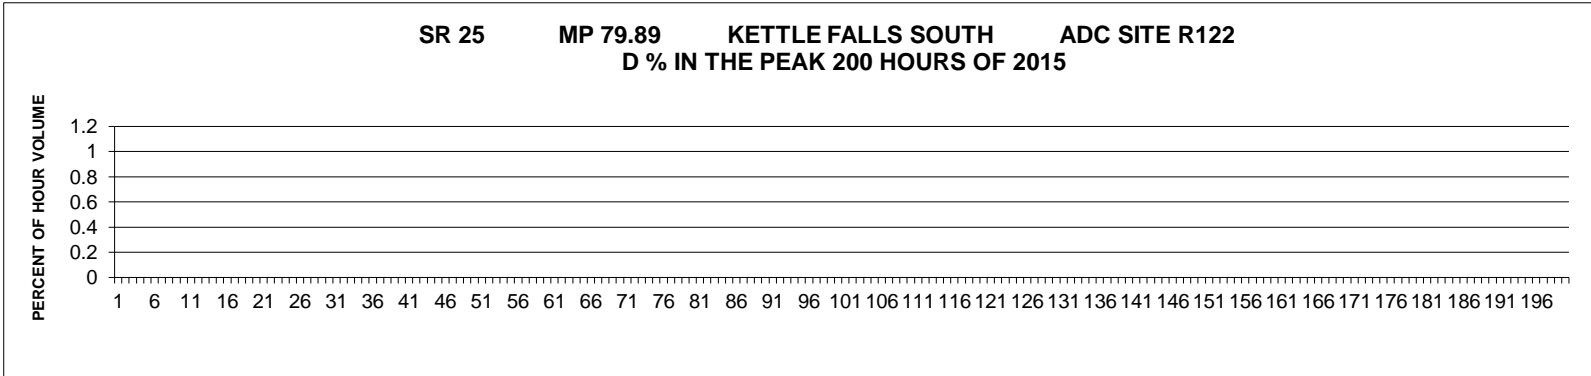 SR 25 MP 79.89 KETTLE FALLS SOUTH ADC SITE R122
D % IN THE PEAK 200 HOURS OF 2015
PERCENT OF HOUR VOLUME
1.2
1
0.8
0.6
0.4
0.2
0
1 6 11 16 21 26 31 36 41 46 51 56 61 66 71 76 81 86 91 96 101 106 111 116 121 126 131 136 141 146 151 156 161 166 171 176 181 186 191 196